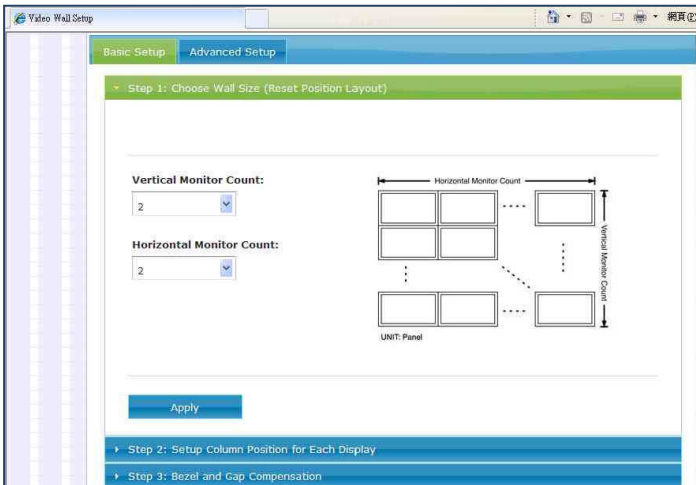 Video Wall Setup
網頁
Basic Setup
Advanced Setup
Step 1: Choose Wall Size (Reset Position Layout)
Vertical Monitor Count:
2
Horizontal Monitor Count:
2
Horizontal Monitor Count
Vertical Monitor Count
UNIT: Panel
Apply
Step 2: Setup Column Position for Each Display
Step 3: Bezel and Gap Compensation